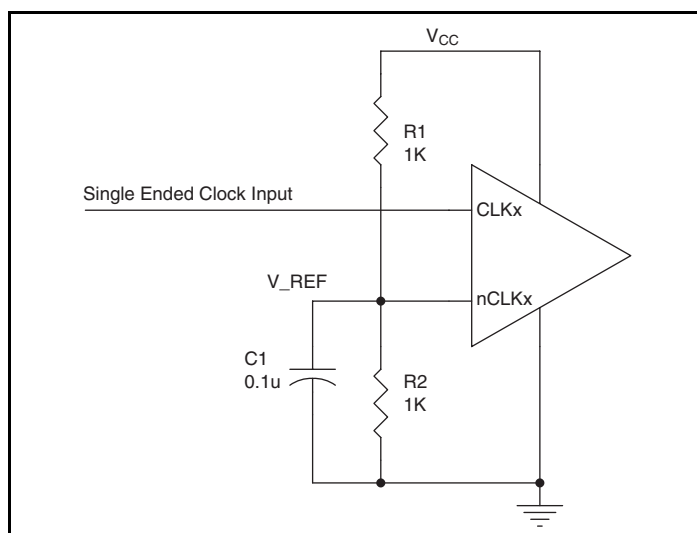 V_CC
R1
1K
Single Ended Clock Input
CLKx
V_REF
nCLKx
C1
0.1u
R2
1K